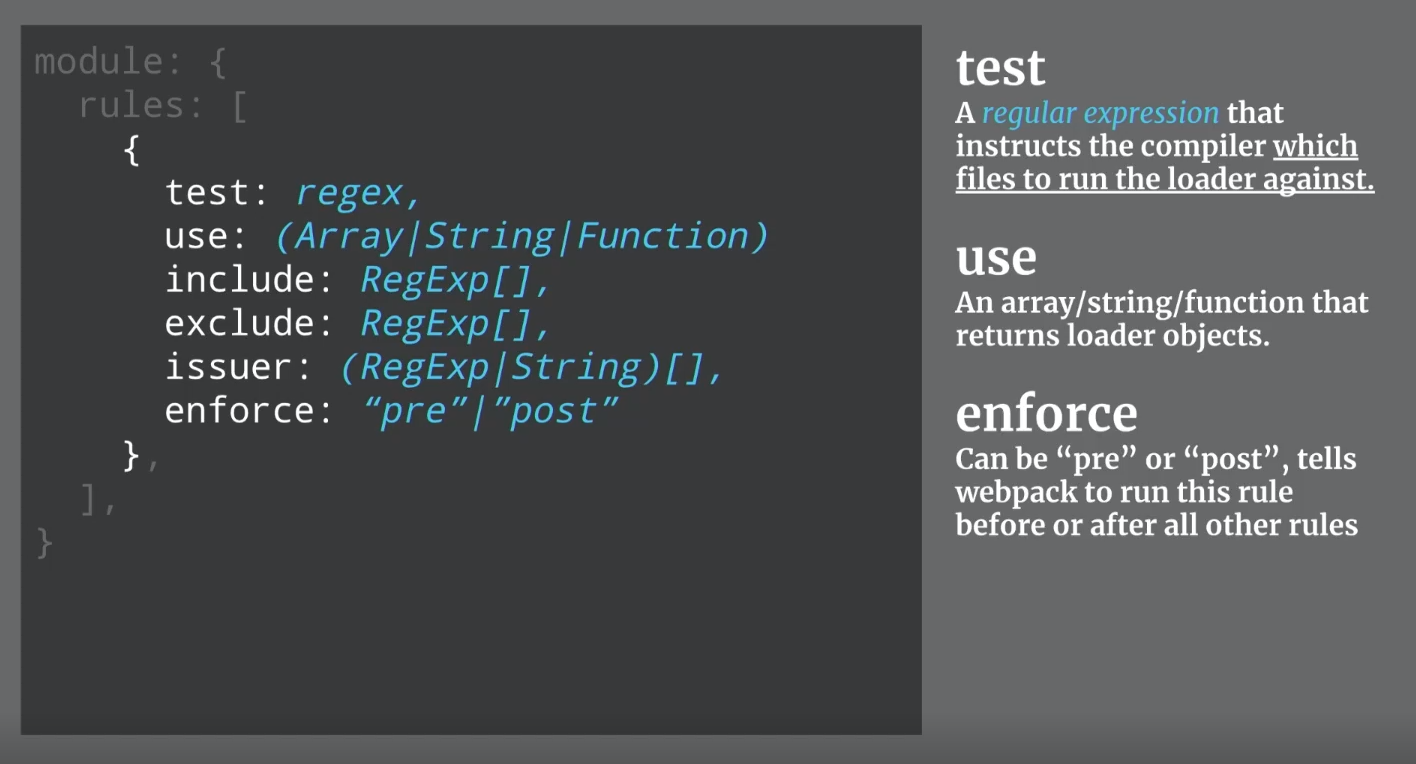 module: {
rules: [
{
test: regex,
use: (Array|String|Function)
include: RegExp[],
exclude: RegExp[],
issuer: (RegExp|String)[],
enforce: “pre”|”post”
},
],
}
test
A regular expression that
instructs the compiler which
files to run the loader against.
use
An array/string/function that
returns loader objects.
enforce
Can be “pre” or “post”, tells
webpack to run this rule
before or after all other rules